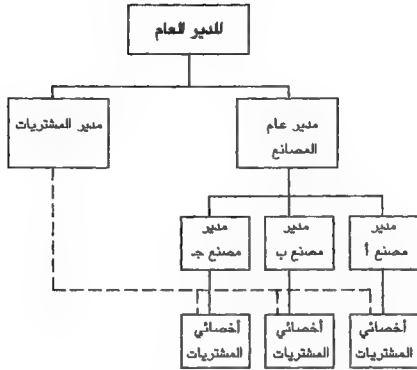 المدير العام
مدير عام
المصانع
مدير المشتريات
مدير
مصنع أ
مدير
مصنع ب
مدير
مصنع جـ
أخصائي
المشتريات
أخصائي
المشتريات
أخصائي
المشتريات